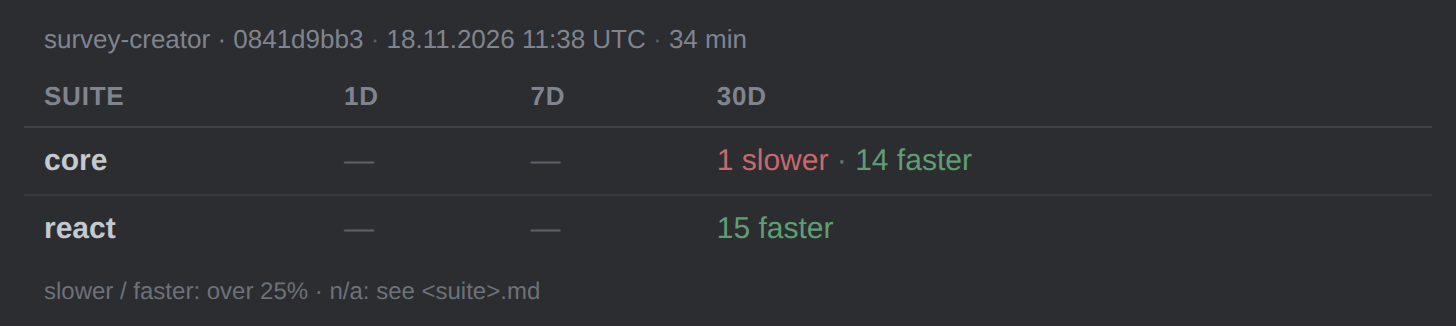 survey-creator · 0841d9bb3 · 18.11.2026 11:38 UTC · 34 min
SUITE 1D 7D 30D
core — — 1 slower · 14 faster
react — — 15 faster
slower / faster: over 25% · n/a: see <suite>.md